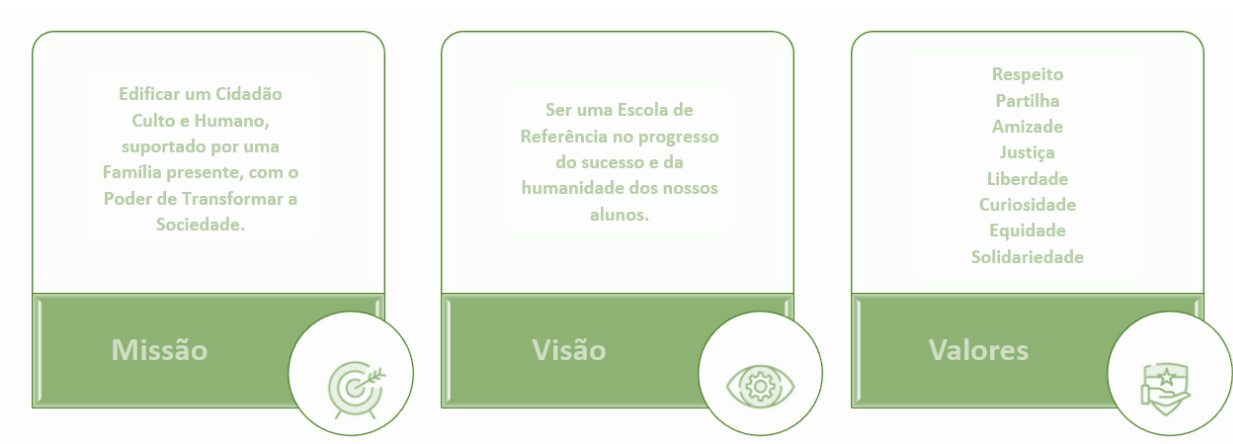 Edificar um Cidadão
Culto e Humano,
suportado por uma
Família presente, com o
Poder de Transformar a
Sociedade.
Missão
Ser uma Escola de
Referência no progresso
do sucesso e da
humanidade dos nossos
alunos.
Visão
Respeito
Partilha
Amizade
Justiça
Liberdade
Curiosidade
Equidade
Solidariedade
Valores